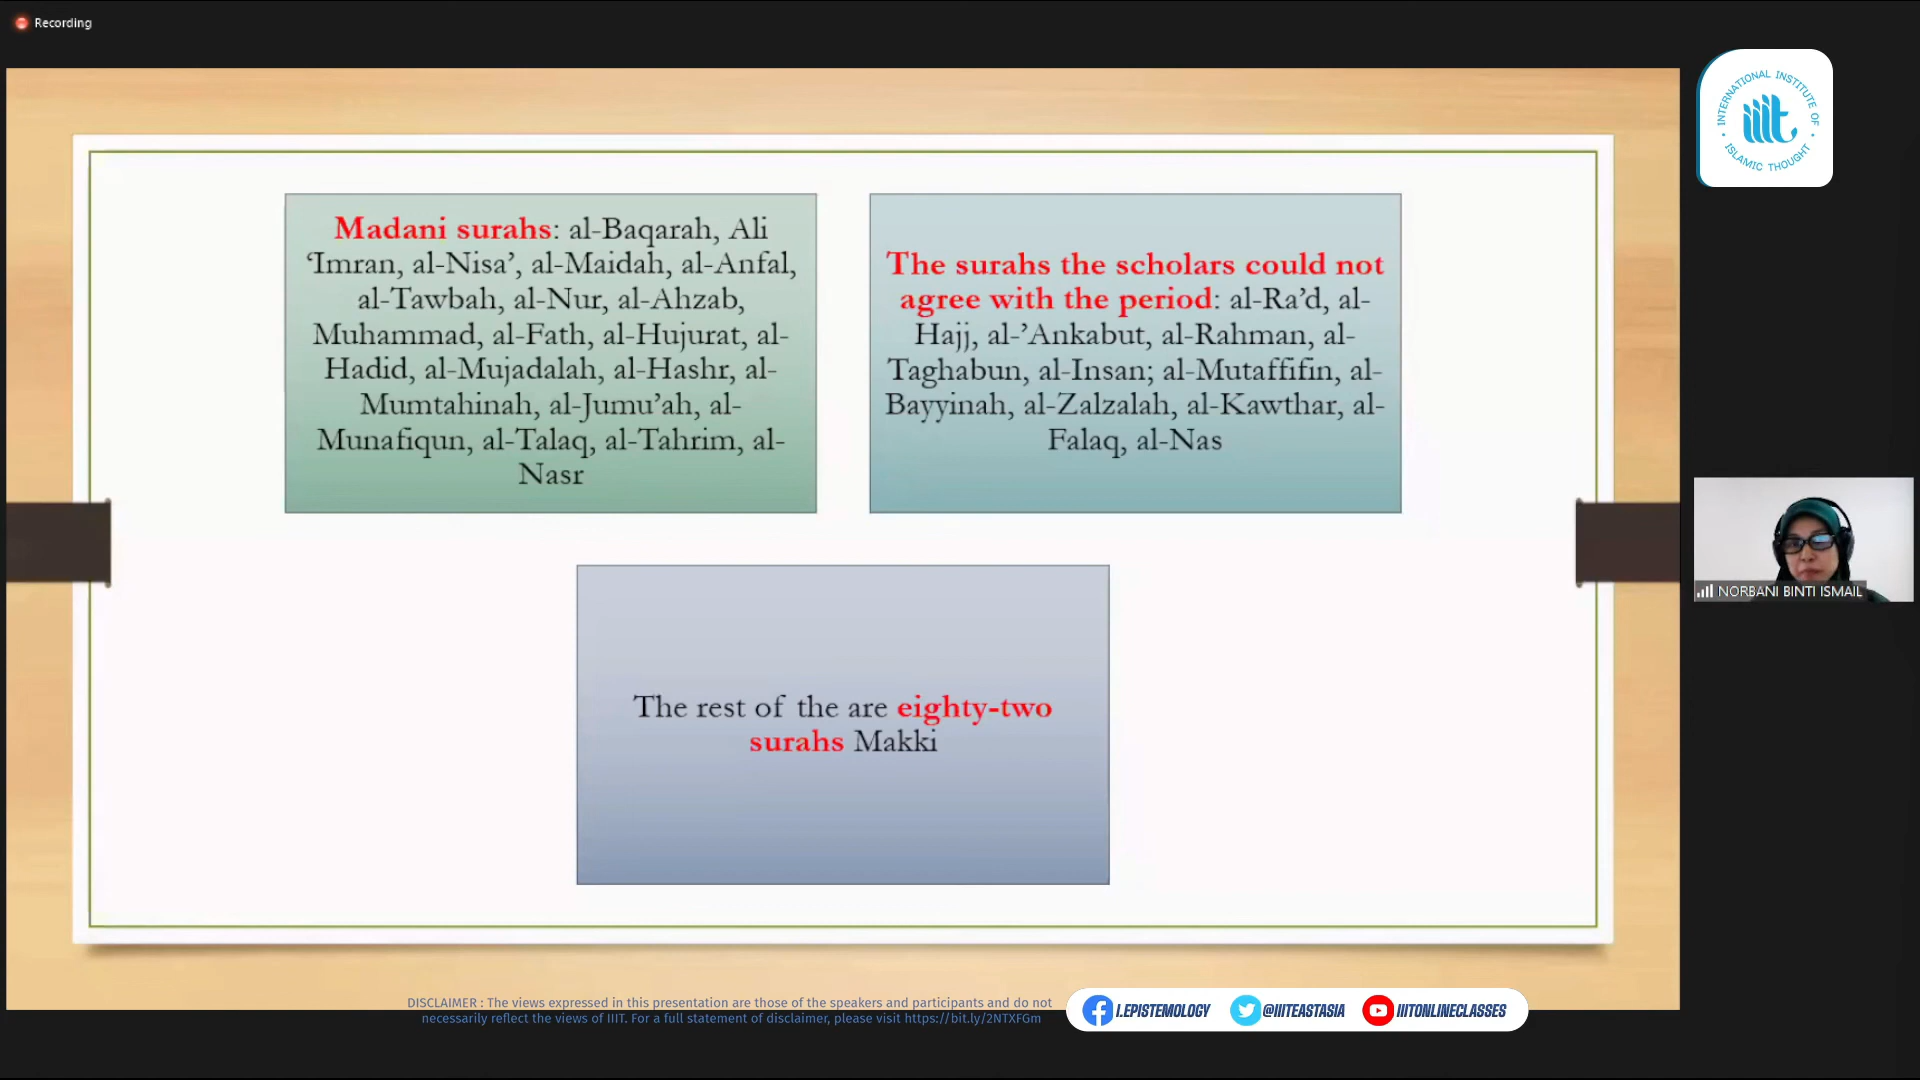 Recording
INTERNATIONAL INSTITUTE OF
ISLAMIC THOUGHT
iiit
Madani surahs: al-Baqarah, Ali
‘Imran, al-Nisa’, al-Maidah, al-Anfal,
al-Tawbah, al-Nur, al-Ahzab,
Muhammad, al-Fath, al-Hujurat, al-
Hadid, al-Mujadalah, al-Hashr, al-
Mumtahinah, al-Jumu’ah, al-
Munafiqun, al-Talaq, al-Tahrim, al-
Nasr
The surahs the scholars could not
agree with the period: al-Ra’d, al-
Hajj, al-’Ankabut, al-Rahman, al-
Taghabun, al-Insan; al-Mutaffifin, al-
Bayyinah, al-Zalzalah, al-Kawthar, al-
Falaq, al-Nas
The rest of the are eighty-two
surahs Makki
NORBANI BINTI ISMAIL
DISCLAIMER : The views expressed in this presentation are those of the speakers and participants and do not
necessarily reflect the views of IIIT. For a full statement of disclaimer, please visit https://bit.ly/2NTXFGm
I.EPISTEMOLOGY
@IIITEASTASIA
IIITONLINECLASSES